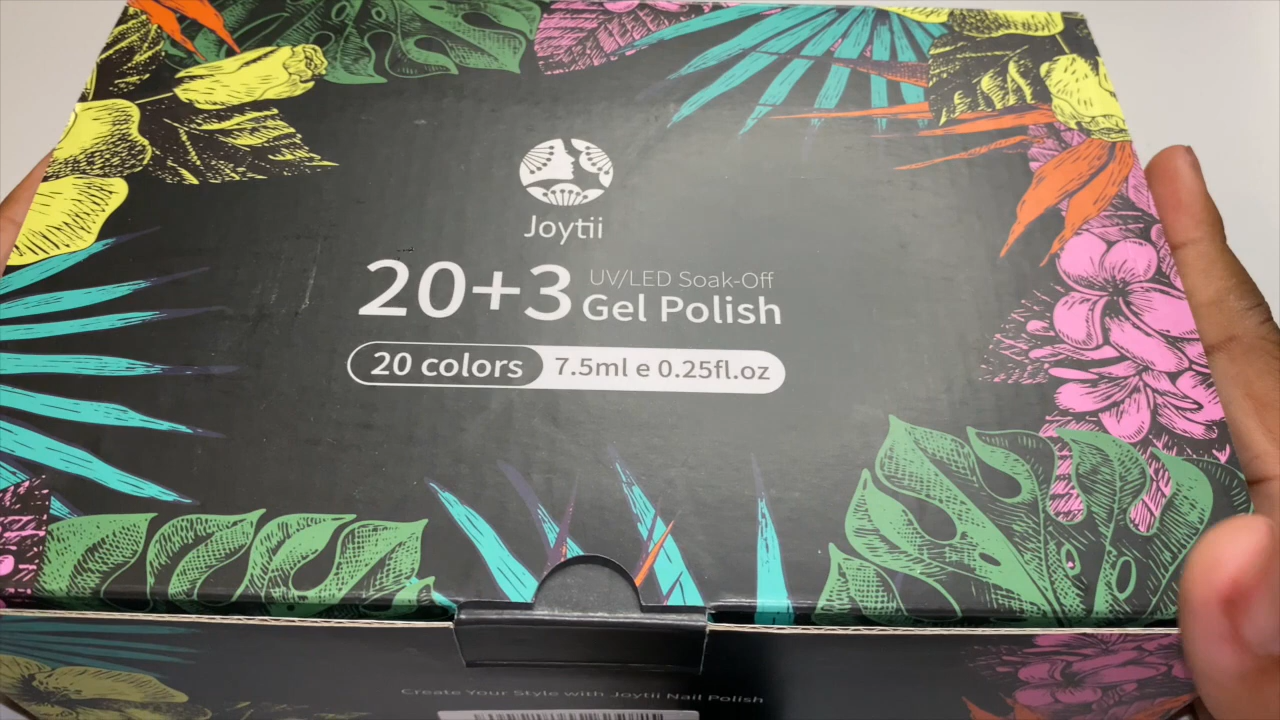 Joytii
20+3
UV/LED Soak-Off
Gel Polish
20 colors 7.5ml e 0.25fl.oz
Create Your Style with Joytii Nail Polish